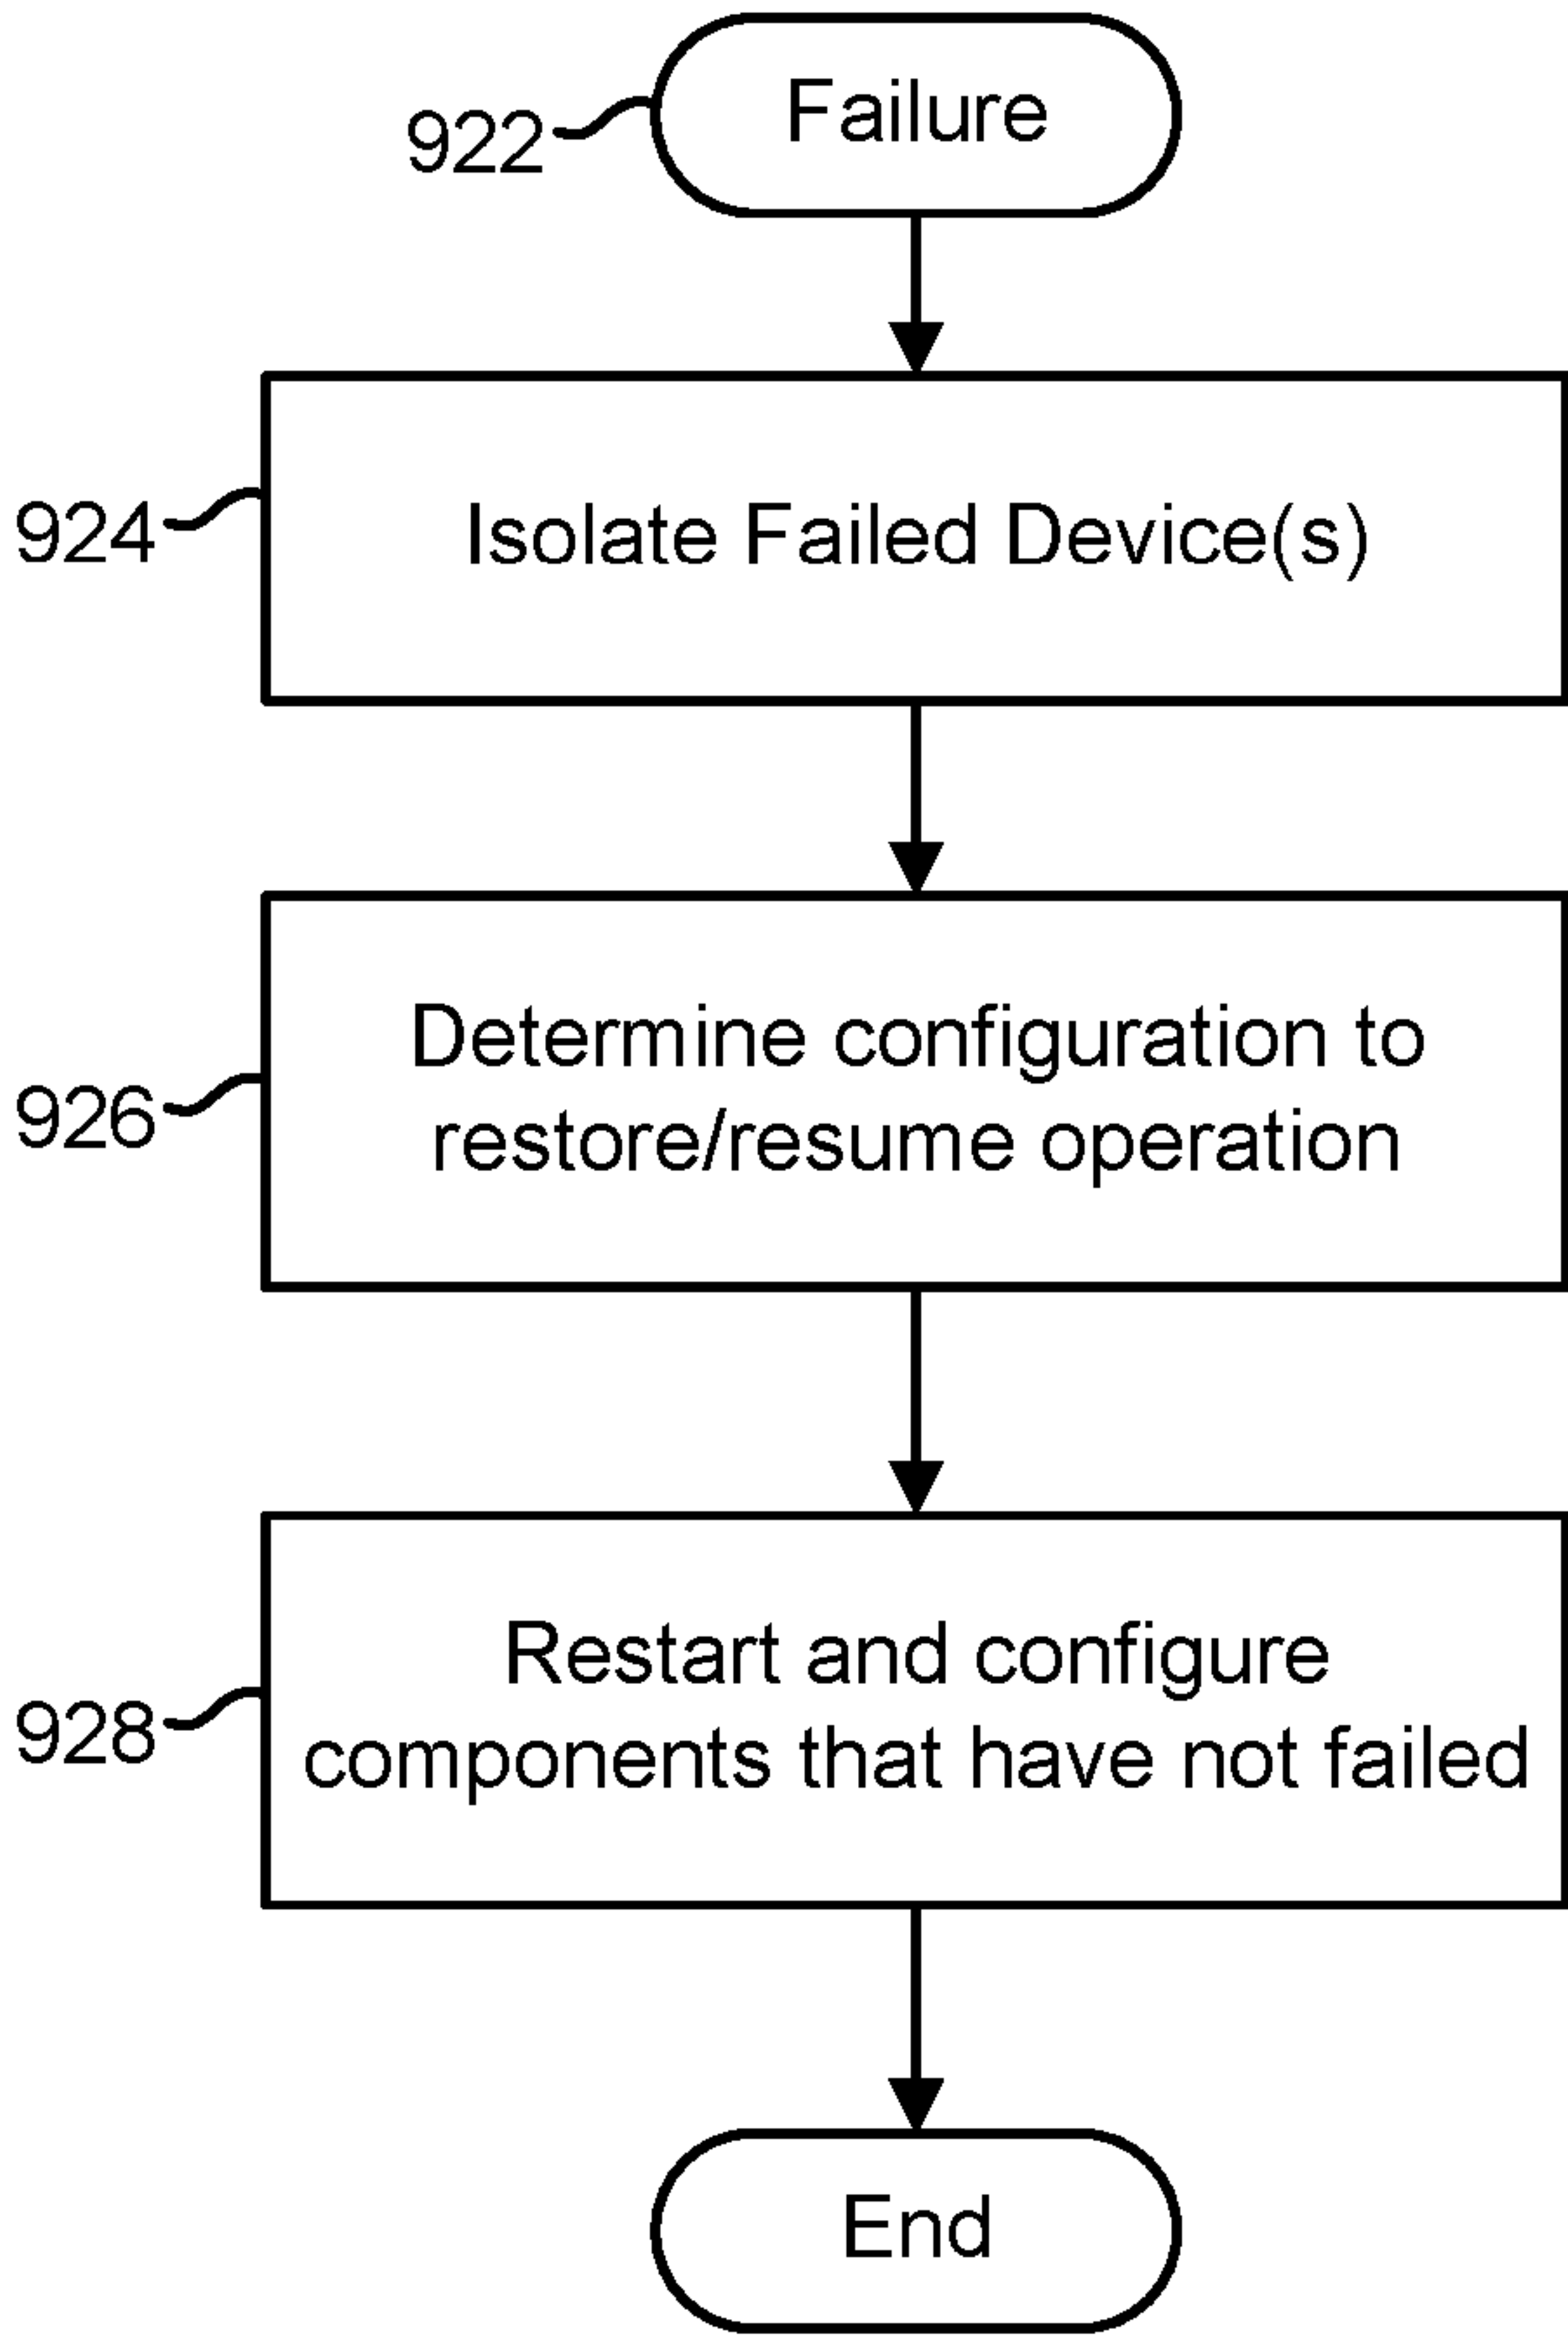 922
Failure
924
Isolate Failed Device(s)
926
Determine configuration to
restore/resume operation
928
Restart and configure
components that have not failed
End